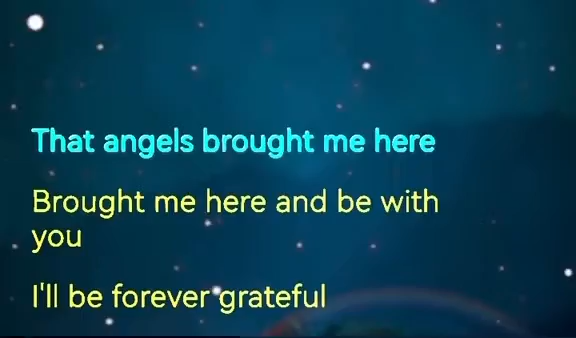 That angels brought me here
Brought me here and be with
you
I'll be forever grateful